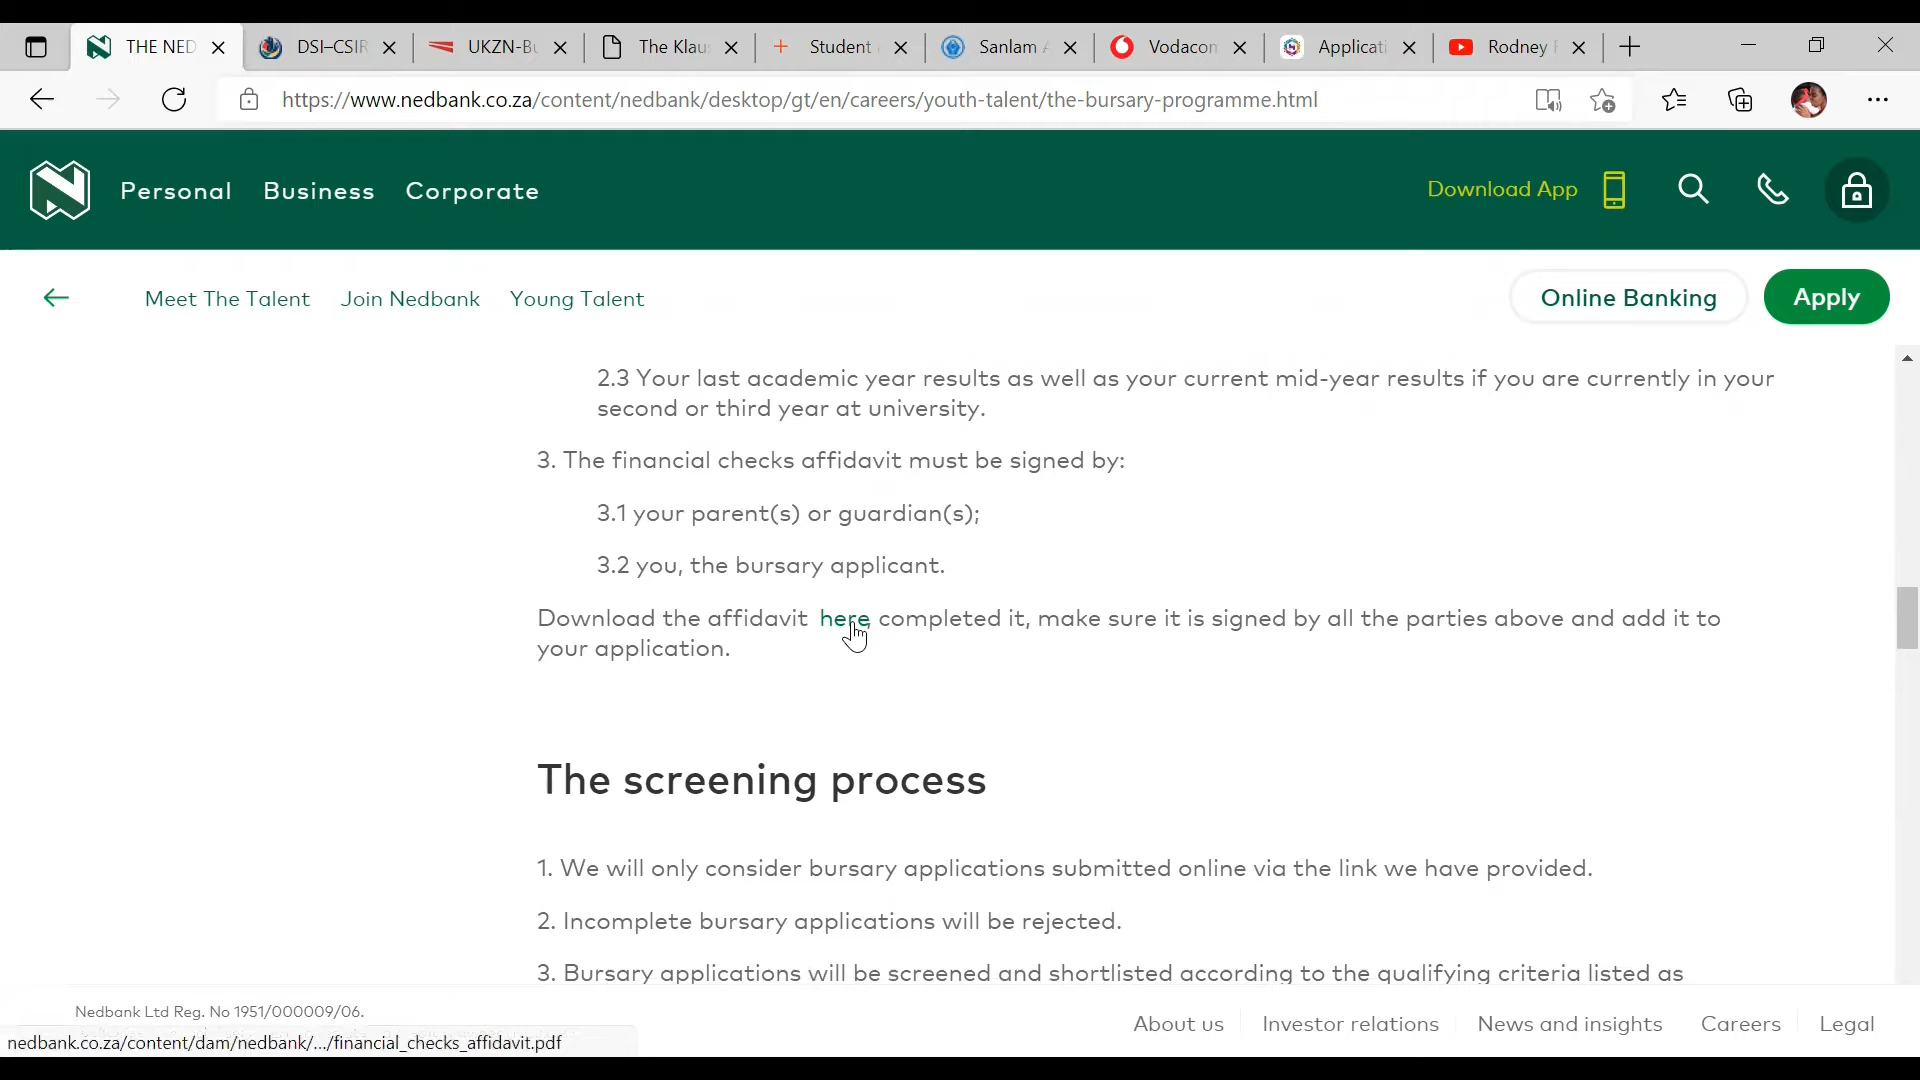 THE NED
DSI–CSIR
UKZN-Bu
The Klau
Student
Sanlam
Vodacon
Applicati
Rodney
https://www.nedbank.co.za/content/nedbank/desktop/gt/en/careers/youth-talent/the-bursary-programme.html
Personal Business Corporate
Download App
Meet The Talent Join Nedbank Young Talent
Online Banking Apply
2.3 Your last academic year results as well as your current mid-year results if you are currently in your
second or third year at university.
3. The financial checks affidavit must be signed by:
3.1 your parent(s) or guardian(s);
3.2 you, the bursary applicant.
Download the affidavit here completed it, make sure it is signed by all the parties above and add it to
your application.
The screening process
1. We will only consider bursary applications submitted online via the link we have provided.
2. Incomplete bursary applications will be rejected.
3. Bursary applications will be screened and shortlisted according to the qualifying criteria listed as
Nedbank Ltd Reg. No 1951/000009/06.
About us Investor relations News and insights Careers Legal
nedbank.co.za/content/dam/nedbank/.../financial_checks_affidavit.pdf